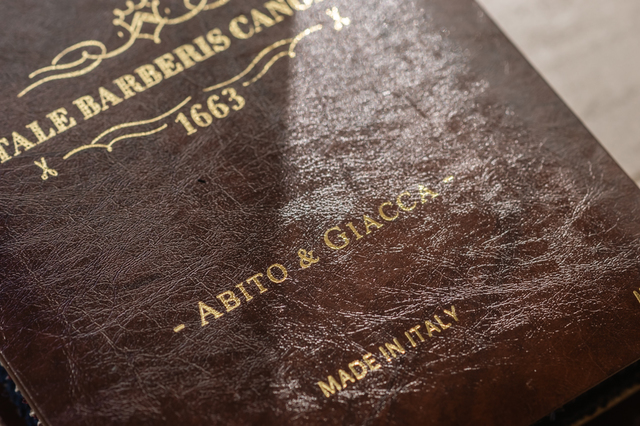 TALE BARBERIS CANO
1663
- ABITO & GIACCA -
MADE IN ITALY